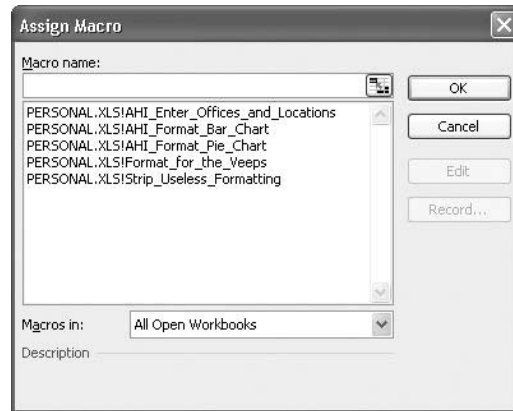 Assign Macro
Macro name:
OK
PERSONAL.XLS!AHI_Enter_Offices_and_Locations
PERSONAL.XLS!AHI_Format_Bar_Chart
PERSONAL.XLS!AHI_Format_Pie_Chart
PERSONAL.XLS!Format_for_the_Veeps
PERSONAL.XLS!Strip_Useless_Formatting
Cancel
Edit
Record...
Macros in: All Open Workbooks
Description